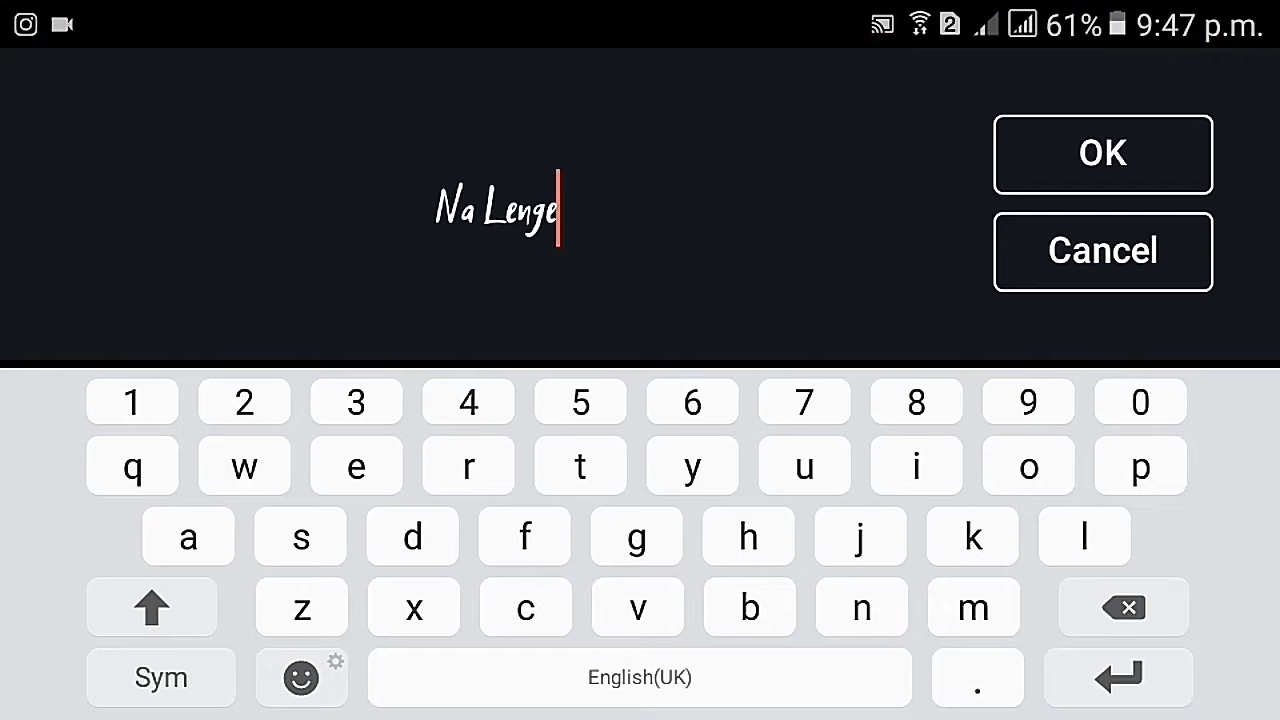 2 61% 9:47 p.m.
Na Lenge
OK
Cancel
1 2 3 4 5 6 7 8 9 0
q w e r t y u i o p
a s d f g h j k l
z x c v b n m
Sym English(UK) .